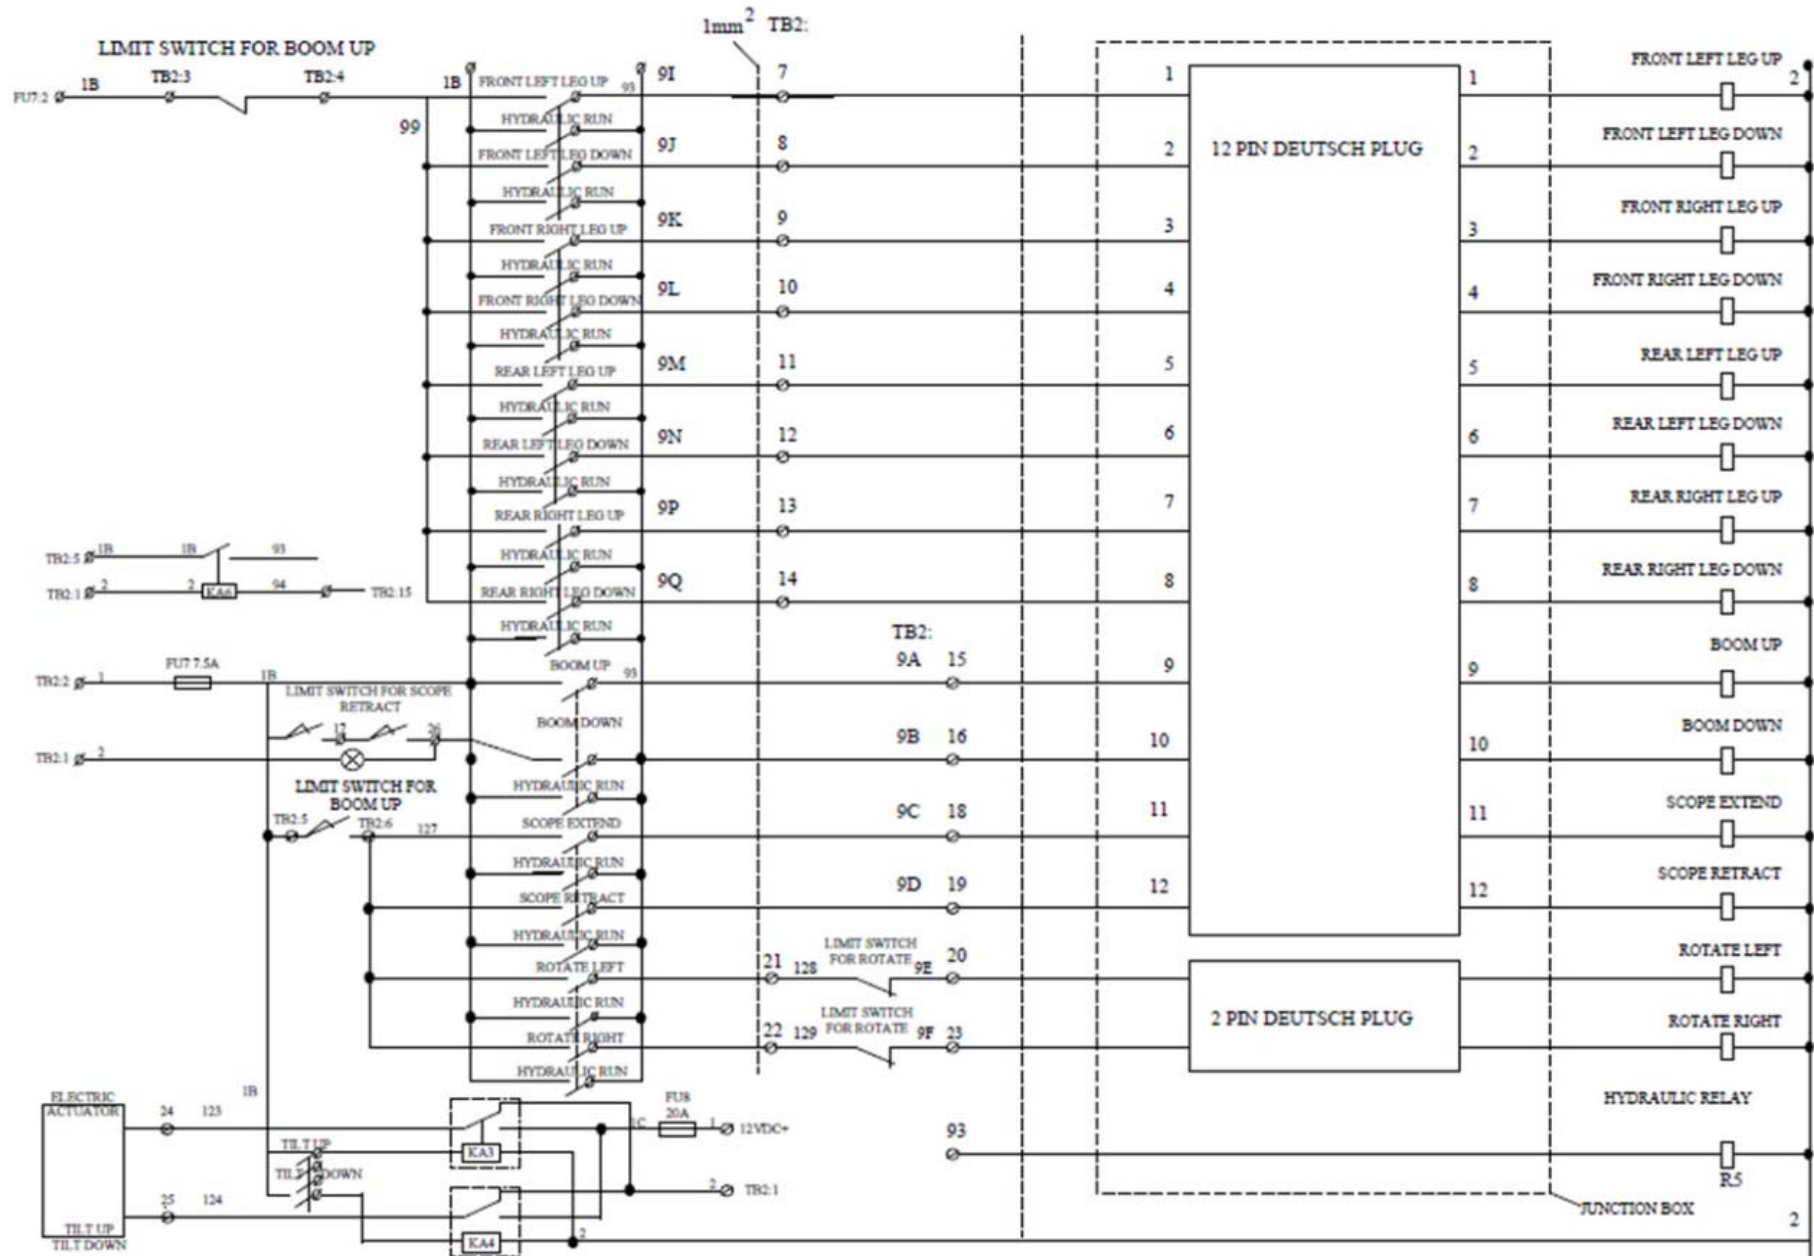 1mm2 TB2:
LIMIT SWITCH FOR BOOM UP
FU7:2 1B TB2:3 TB2:4 1B FRONT LEFT LEG UP 93 9I 7 1 1 FRONT LEFT LEG UP 2
99 HYDRAULIC RUN
FRONT LEFT LEG DOWN 9J 8 2 12 PIN DEUTSCH PLUG 2 FRONT LEFT LEG DOWN
HYDRAULIC RUN
FRONT RIGHT LEG UP 9K 9 3 3 FRONT RIGHT LEG UP
HYDRAULIC RUN
FRONT RIGHT LEG DOWN 9L 10 4 4 FRONT RIGHT LEG DOWN
HYDRAULIC RUN
REAR LEFT LEG UP 9M 11 5 5 REAR LEFT LEG UP
HYDRAULIC RUN
REAR LEFT LEG DOWN 9N 12 6 6 REAR LEFT LEG DOWN
HYDRAULIC RUN
REAR RIGHT LEG UP 9P 13 7 7 REAR RIGHT LEG UP
TB2:5 1B 1B 93 HYDRAULIC RUN
TB2:1 2 2 KA6 94 TB2:15 REAR RIGHT LEG DOWN 9Q 14 8 8 REAR RIGHT LEG DOWN
HYDRAULIC RUN
TB2:
TB2:2 1 FU7 7.5A 1B BOOM UP 93 9A 15 9 9 BOOM UP
LIMIT SWITCH FOR SCOPE
RETRACT
12 26
TB2:1 2 BOOM DOWN 9B 16 10 10 BOOM DOWN
LIMIT SWITCH FOR
BOOM UP
HYDRAULIC RUN
TB2:5 TB2:6 127 SCOPE EXTEND 9C 18 11 11 SCOPE EXTEND
HYDRAULIC RUN
SCOPE RETRACT 9D 19 12 12 SCOPE RETRACT
HYDRAULIC RUN
ROTATE LEFT 21 128 LIMIT SWITCH
FOR ROTATE 9E 20 ROTATE LEFT
HYDRAULIC RUN
ROTATE RIGHT 22 129 LIMIT SWITCH
FOR ROTATE 9F 23 2 PIN DEUTSCH PLUG ROTATE RIGHT
HYDRAULIC RUN
1B
ELECTRIC
ACTUATOR 24 123 1C FU8
20A 1 12VDC+ HYDRAULIC RELAY
TILT UP KA3 93 R5
TILT DOWN
25 124 2 TB2:1
JUNCTION BOX
TILT UP
TILT DOWN KA4 2 2